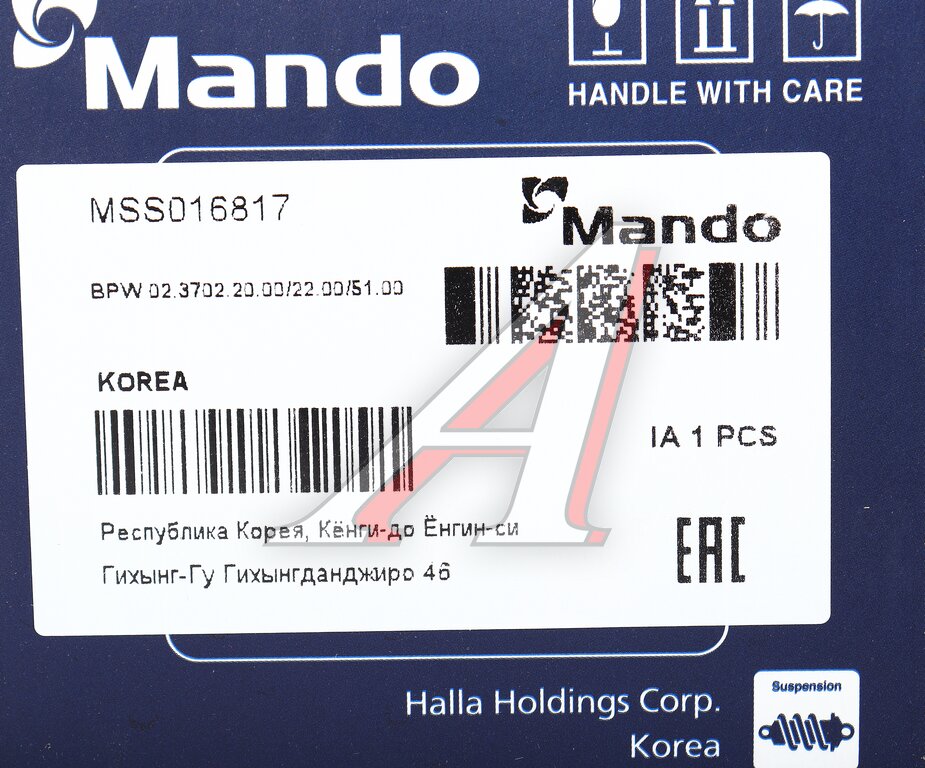 Mando
HANDLE WITH CARE
MSS016817
Mando
BPW 02.3702.20.00/22.00/51.00
KOREA
IA 1 PCS
Республика Корея, Кёнги-до Ёнгин-си
Гихынг-Гу Гихынгданджиро 46
EAC
Halla Holdings Corp.
Korea
Suspension